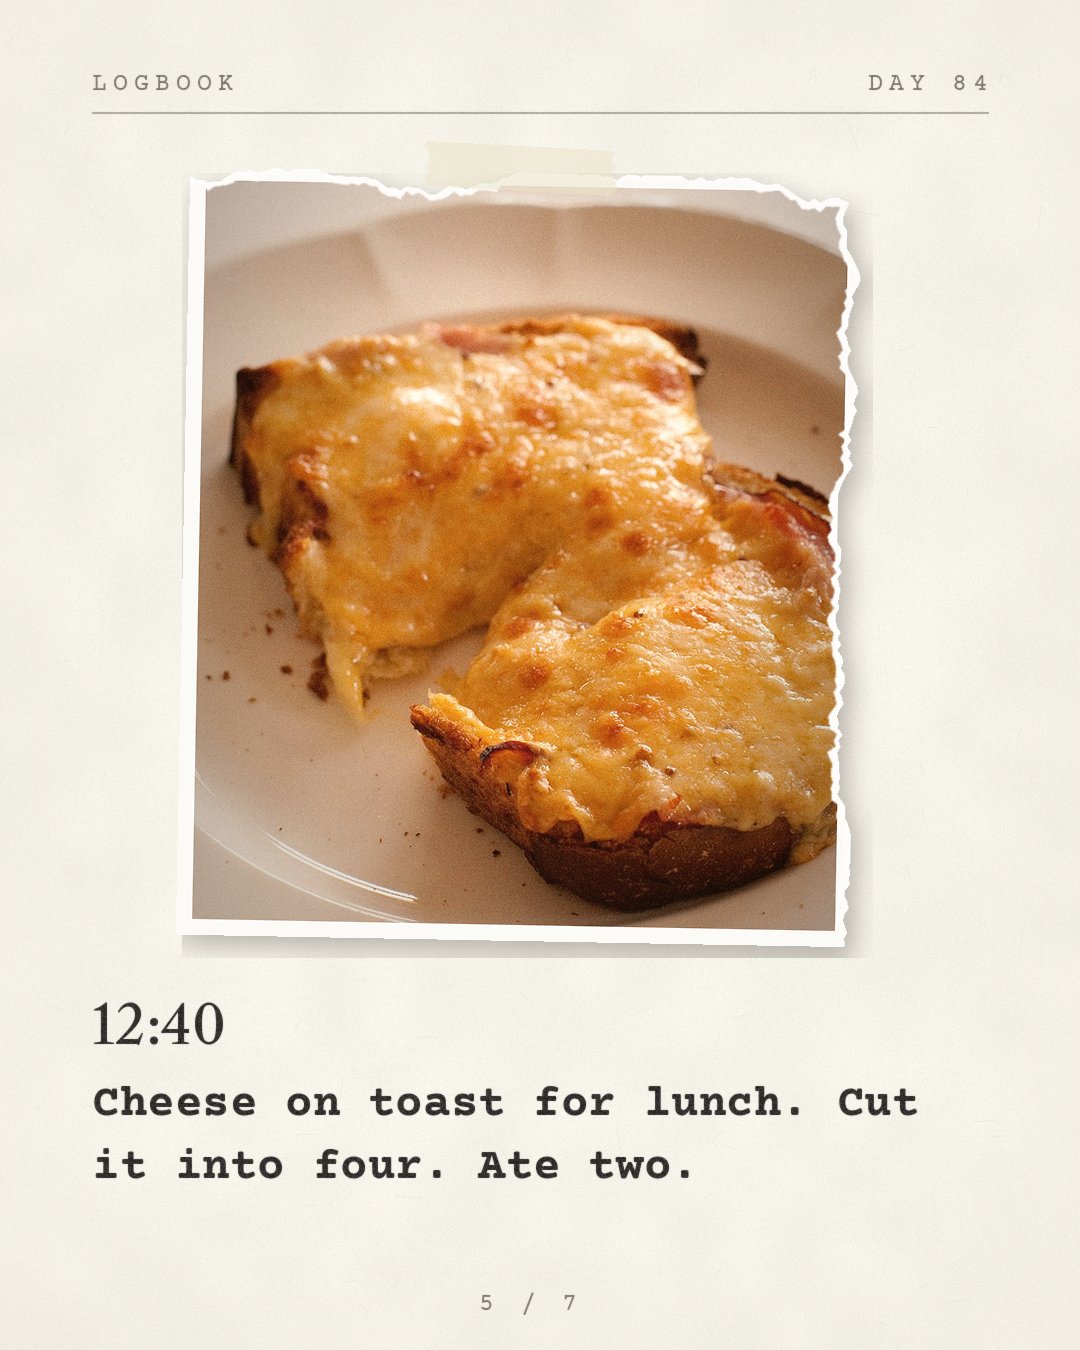 LOGBOOK
DAY 84
12:40
Cheese on toast for lunch. Cut
it into four. Ate two.
5 / 7